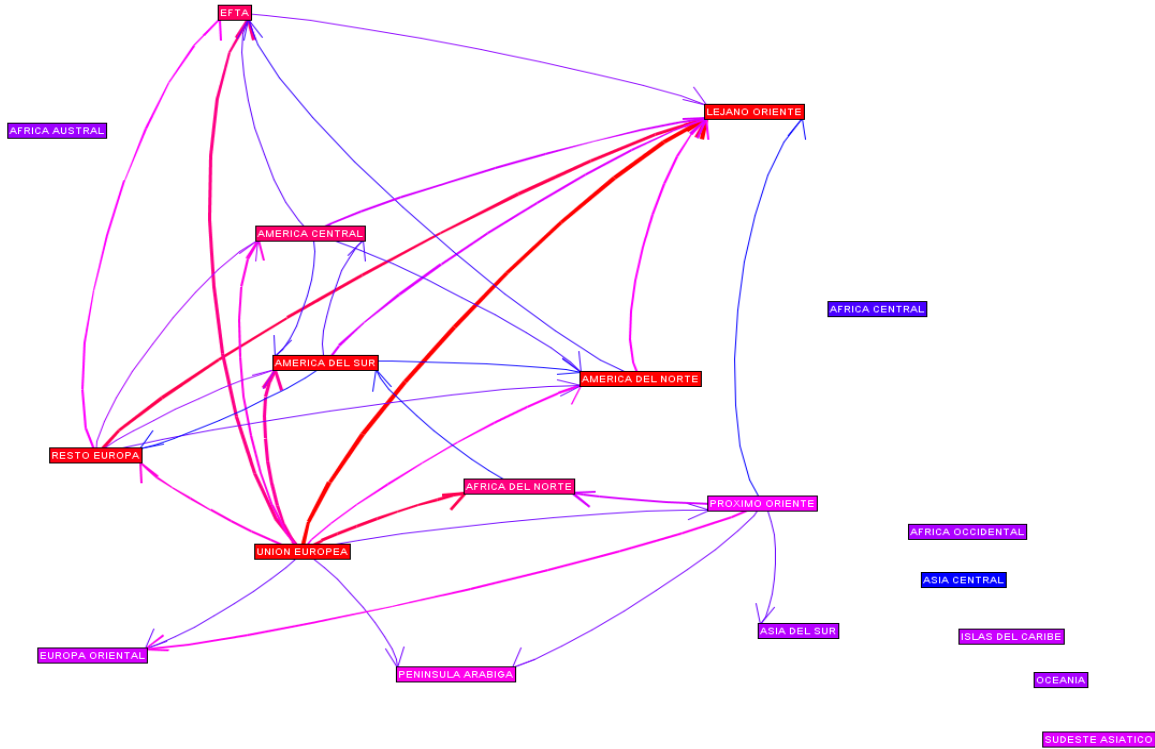 EFTA
LEJANO ORIENTE
AFRICA AUSTRAL
AMERICA CENTRAL
AFRICA CENTRAL
AMERICA DEL SUR
AMERICA DEL NORTE
RESTO EUROPA
AFRICA DEL NORTE
PROXIMO ORIENTE
AFRICA OCCIDENTAL
UNION EUROPEA
ASIA CENTRAL
ASIA DEL SUR
ISLAS DEL CARIBE
EUROPA ORIENTAL
PENINSULA ARABIGA
OCEANIA
SUDESTE ASIATICO